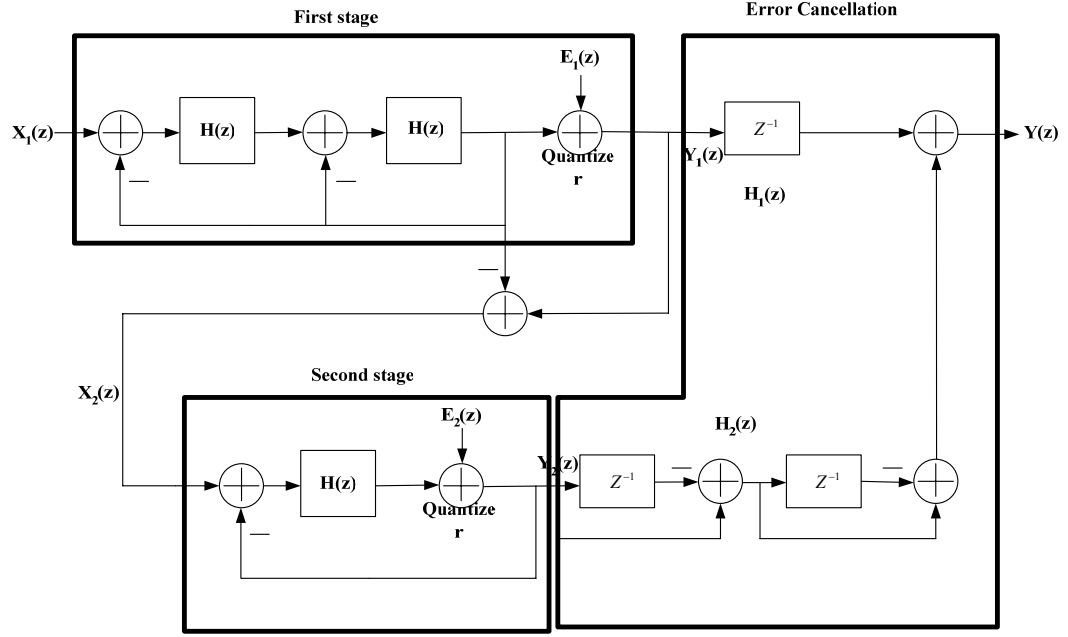 Error Cancellation
First stage
E₁(z)
X₁(z)
H(z)
H(z)
Z⁻¹
Y(z)
Quantize
r
Y₁(z)
H₁(z)
—
—
—
Second stage
X₂(z)
E₂(z)
H₂(z)
Y₂(z)
H(z)
Z⁻¹
—
Z⁻¹
—
Quantize
r
—